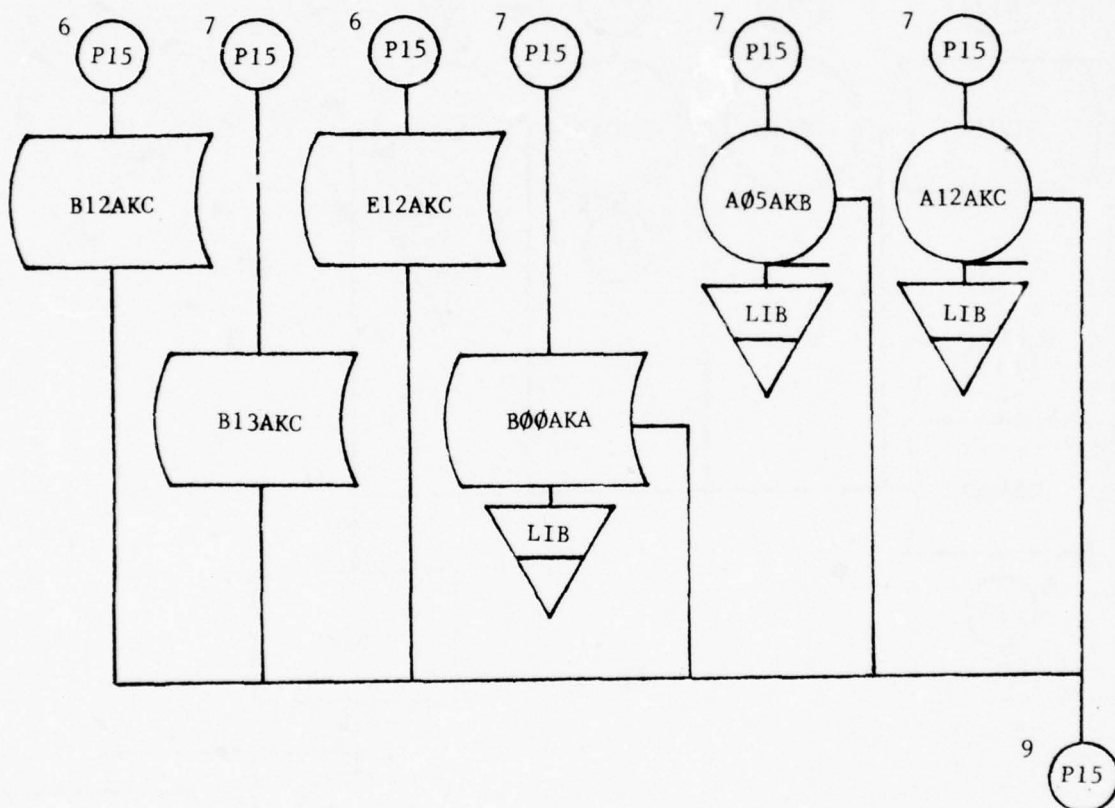 6 7 6 7 7 7
P15 P15 P15 P15 P15 P15
B12AKC E12AKC AØ5AKB A12AKC
LIB LIB
B13AKC BØØAKA
LIB
9
P15